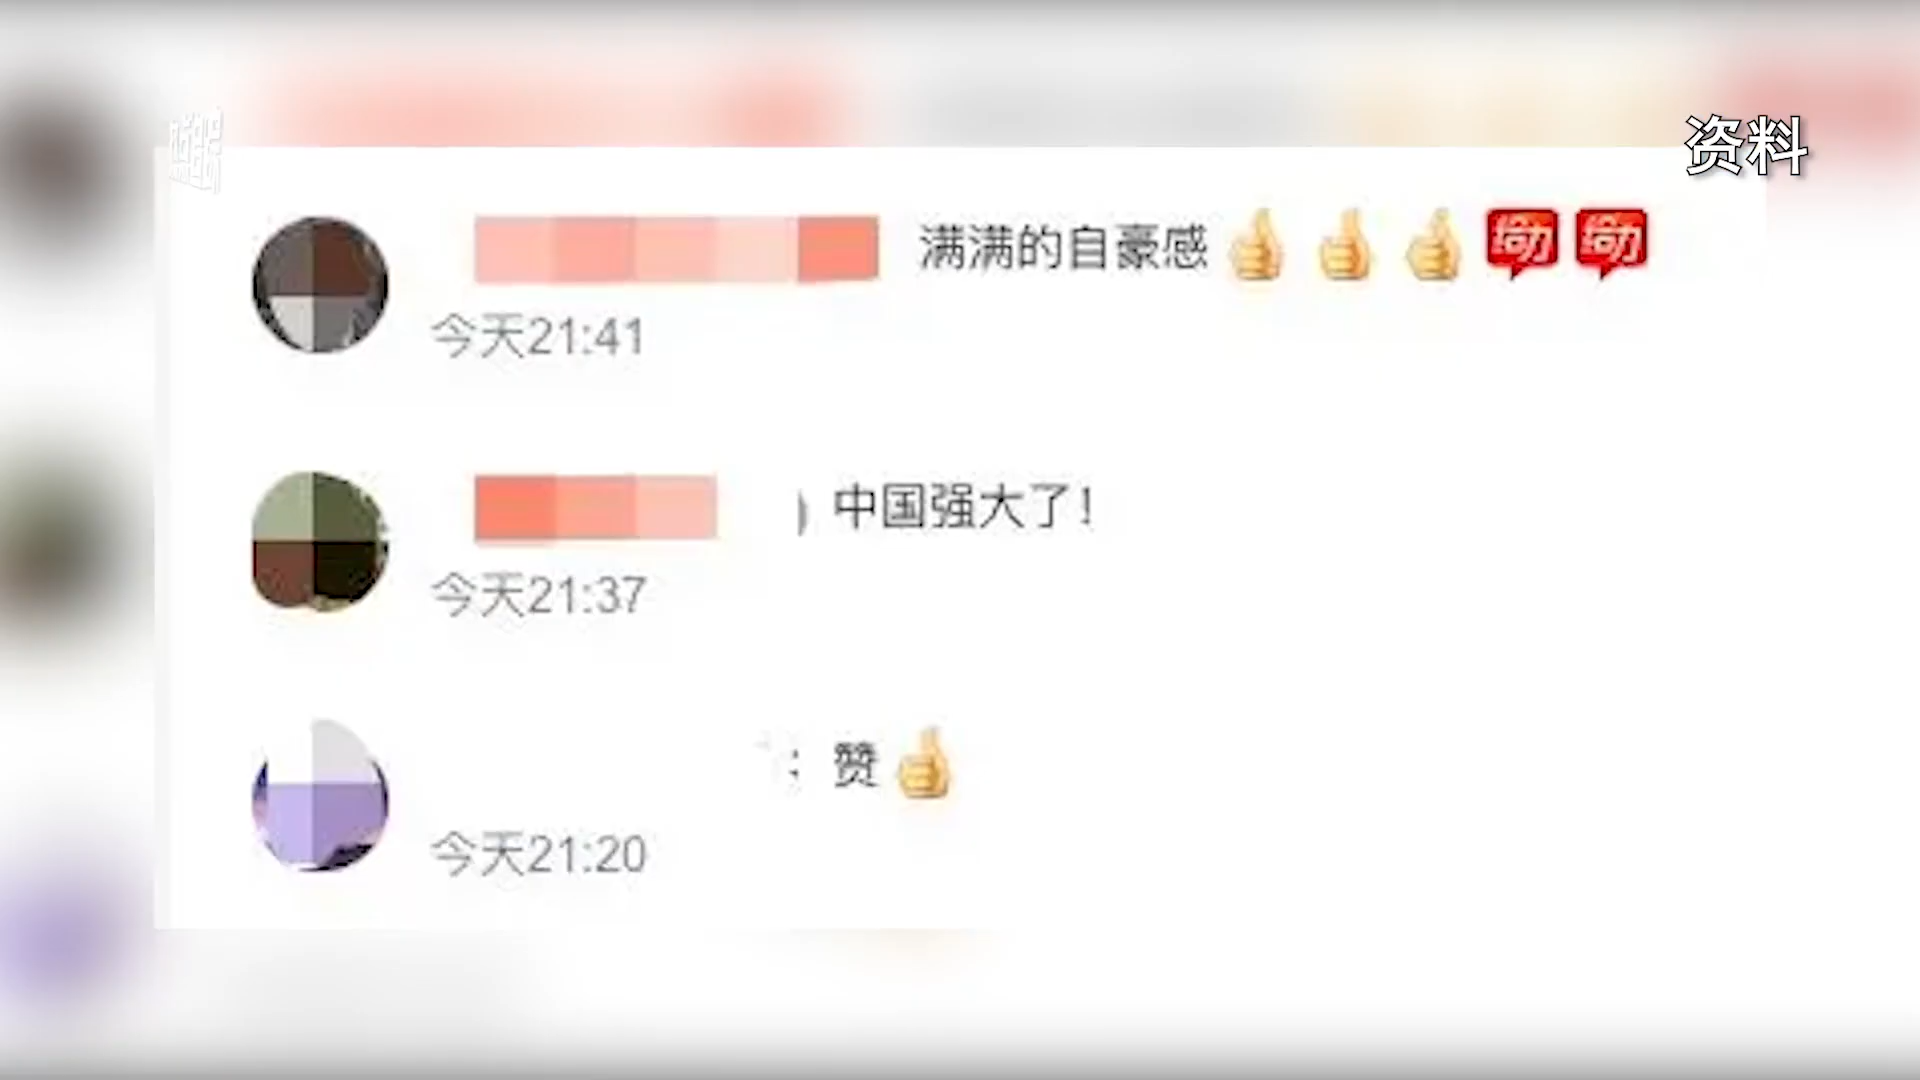 资料
满满的自豪感👍👍👍
今天21:41
中国强大了!
今天21:37
: 赞👍
今天21:20